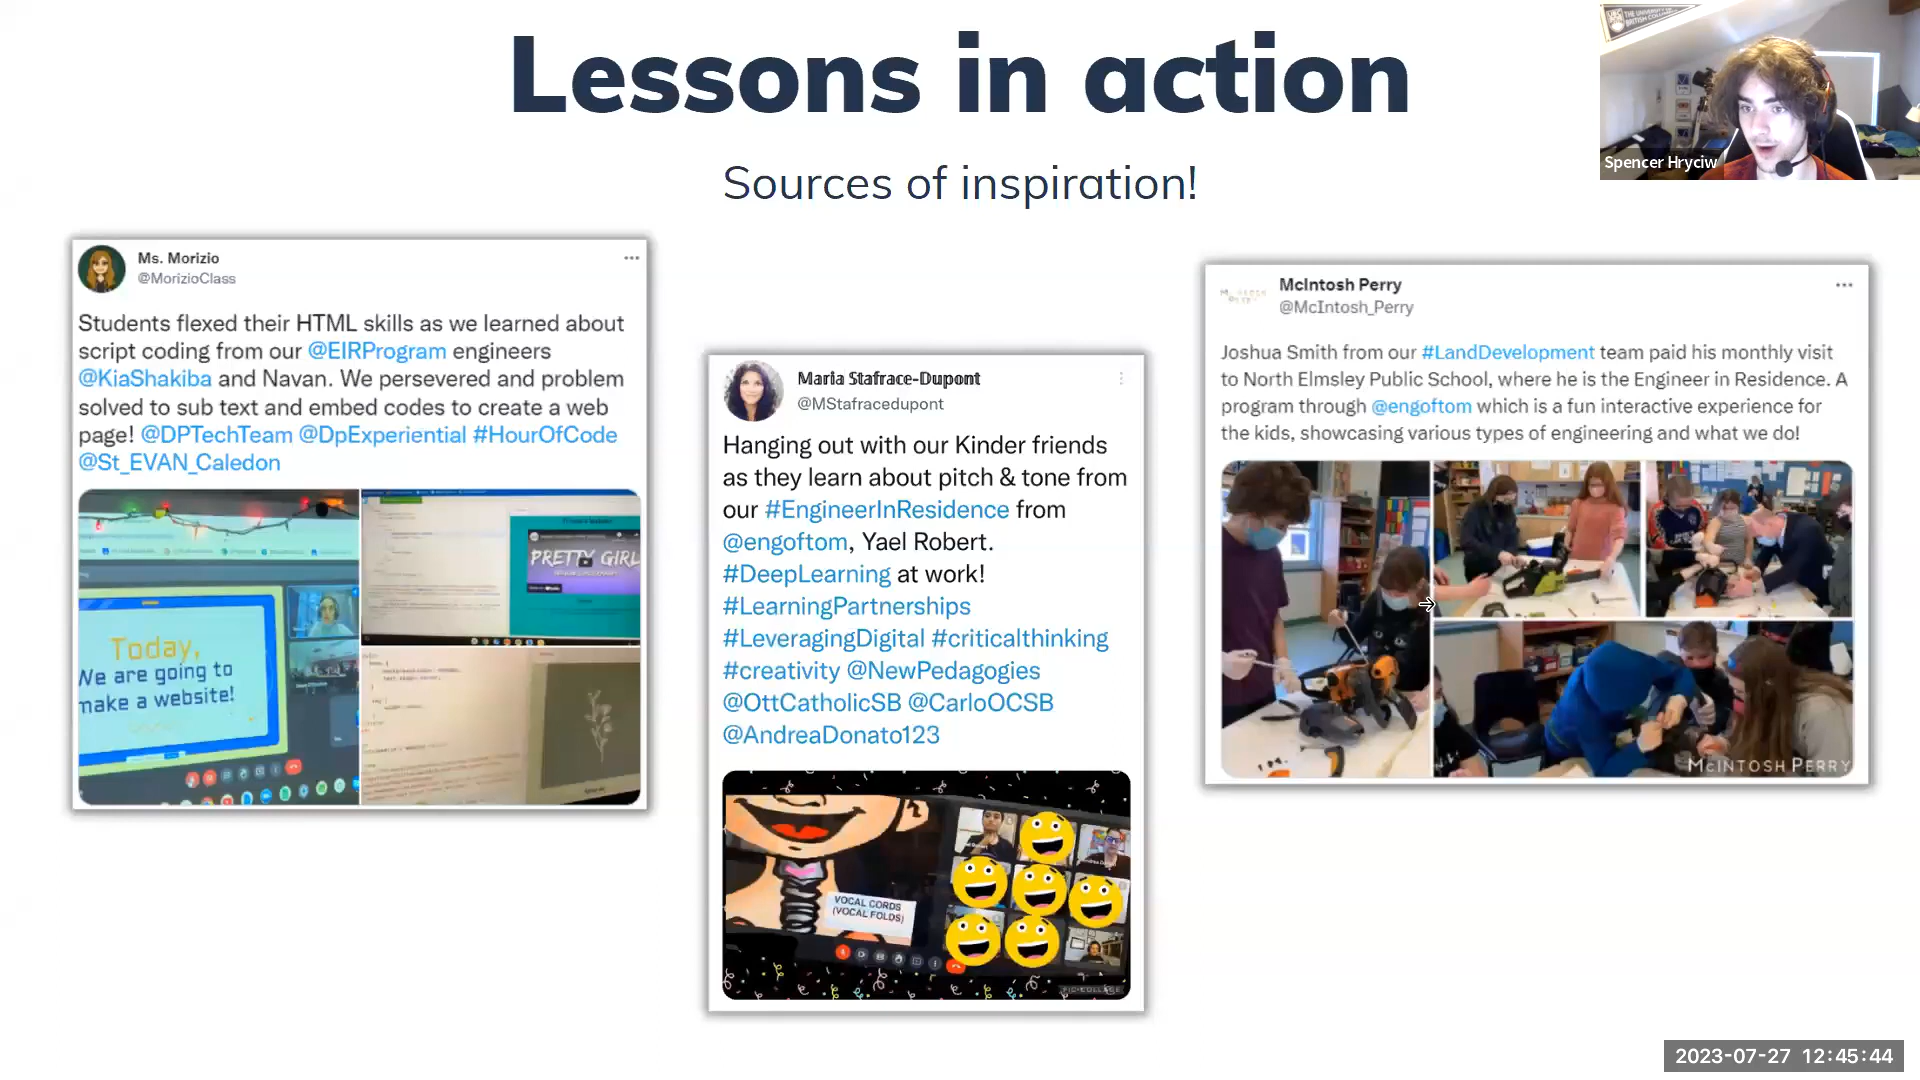 Lessons in action
Sources of inspiration!
THE UNIVERSITY OF
BRITISH COLUMBIA
Spencer Hryciw
Ms. Morizio
@MorizioClass
Students flexed their HTML skills as we learned about
script coding from our @EIRProgram engineers
@KiaShakiba and Navan. We persevered and problem
solved to sub text and embed codes to create a web
page! @DPTechTeam @DpExperiential #HourOfCode
@St_EVAN_Caledon
PRETTY GIRL
Today,
We are going to
make a website!
Maria Stafrace-Dupont
@MStafracedupont
Hanging out with our Kinder friends
as they learn about pitch & tone from
our #EngineerInResidence from
@engoftom, Yael Robert.
#DeepLearning at work!
#LearningPartnerships
#LeveragingDigital #criticalthinking
#creativity @NewPedagogies
@OttCatholicSB @CarloOCSB
@AndreaDonato123
VOCAL CORDS
(VOCAL FOLDS)
PIC•COLLAGE
McIntosh Perry
@McIntosh_Perry
Joshua Smith from our #LandDevelopment team paid his monthly visit
to North Elmsley Public School, where he is the Engineer in Residence. A
program through @engoftom which is a fun interactive experience for
the kids, showcasing various types of engineering and what we do!
McINTOSH PERRY
2023-07-27 12:45:44